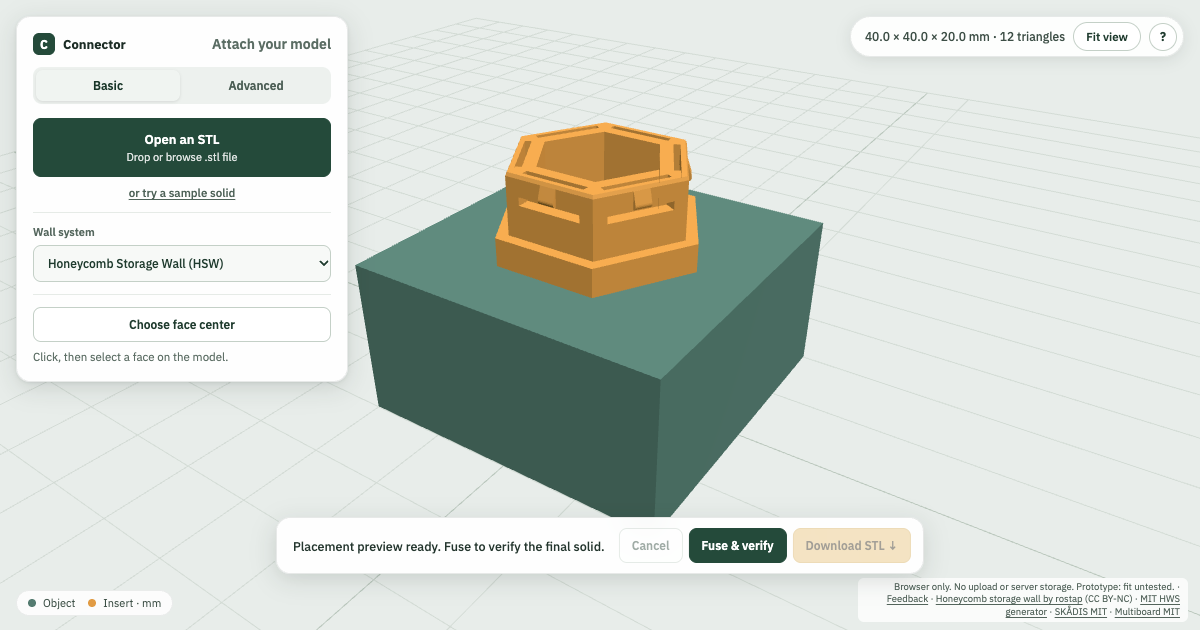 C Connector Attach your model
Basic Advanced
Open an STL
Drop or browse .stl file
or try a sample solid
Wall system
Honeycomb Storage Wall (HSW)
Choose face center
Click, then select a face on the model.
40.0 × 40.0 × 20.0 mm · 12 triangles Fit view ?
Placement preview ready. Fuse to verify the final solid. Cancel Fuse & verify Download STL ↓
Object Insert · mm
Browser only. No upload or server storage. Prototype: fit untested. ·
Feedback · Honeycomb storage wall by rostap (CC BY-NC) · MIT HWS
generator · SKÅDIS MIT · Multiboard MIT